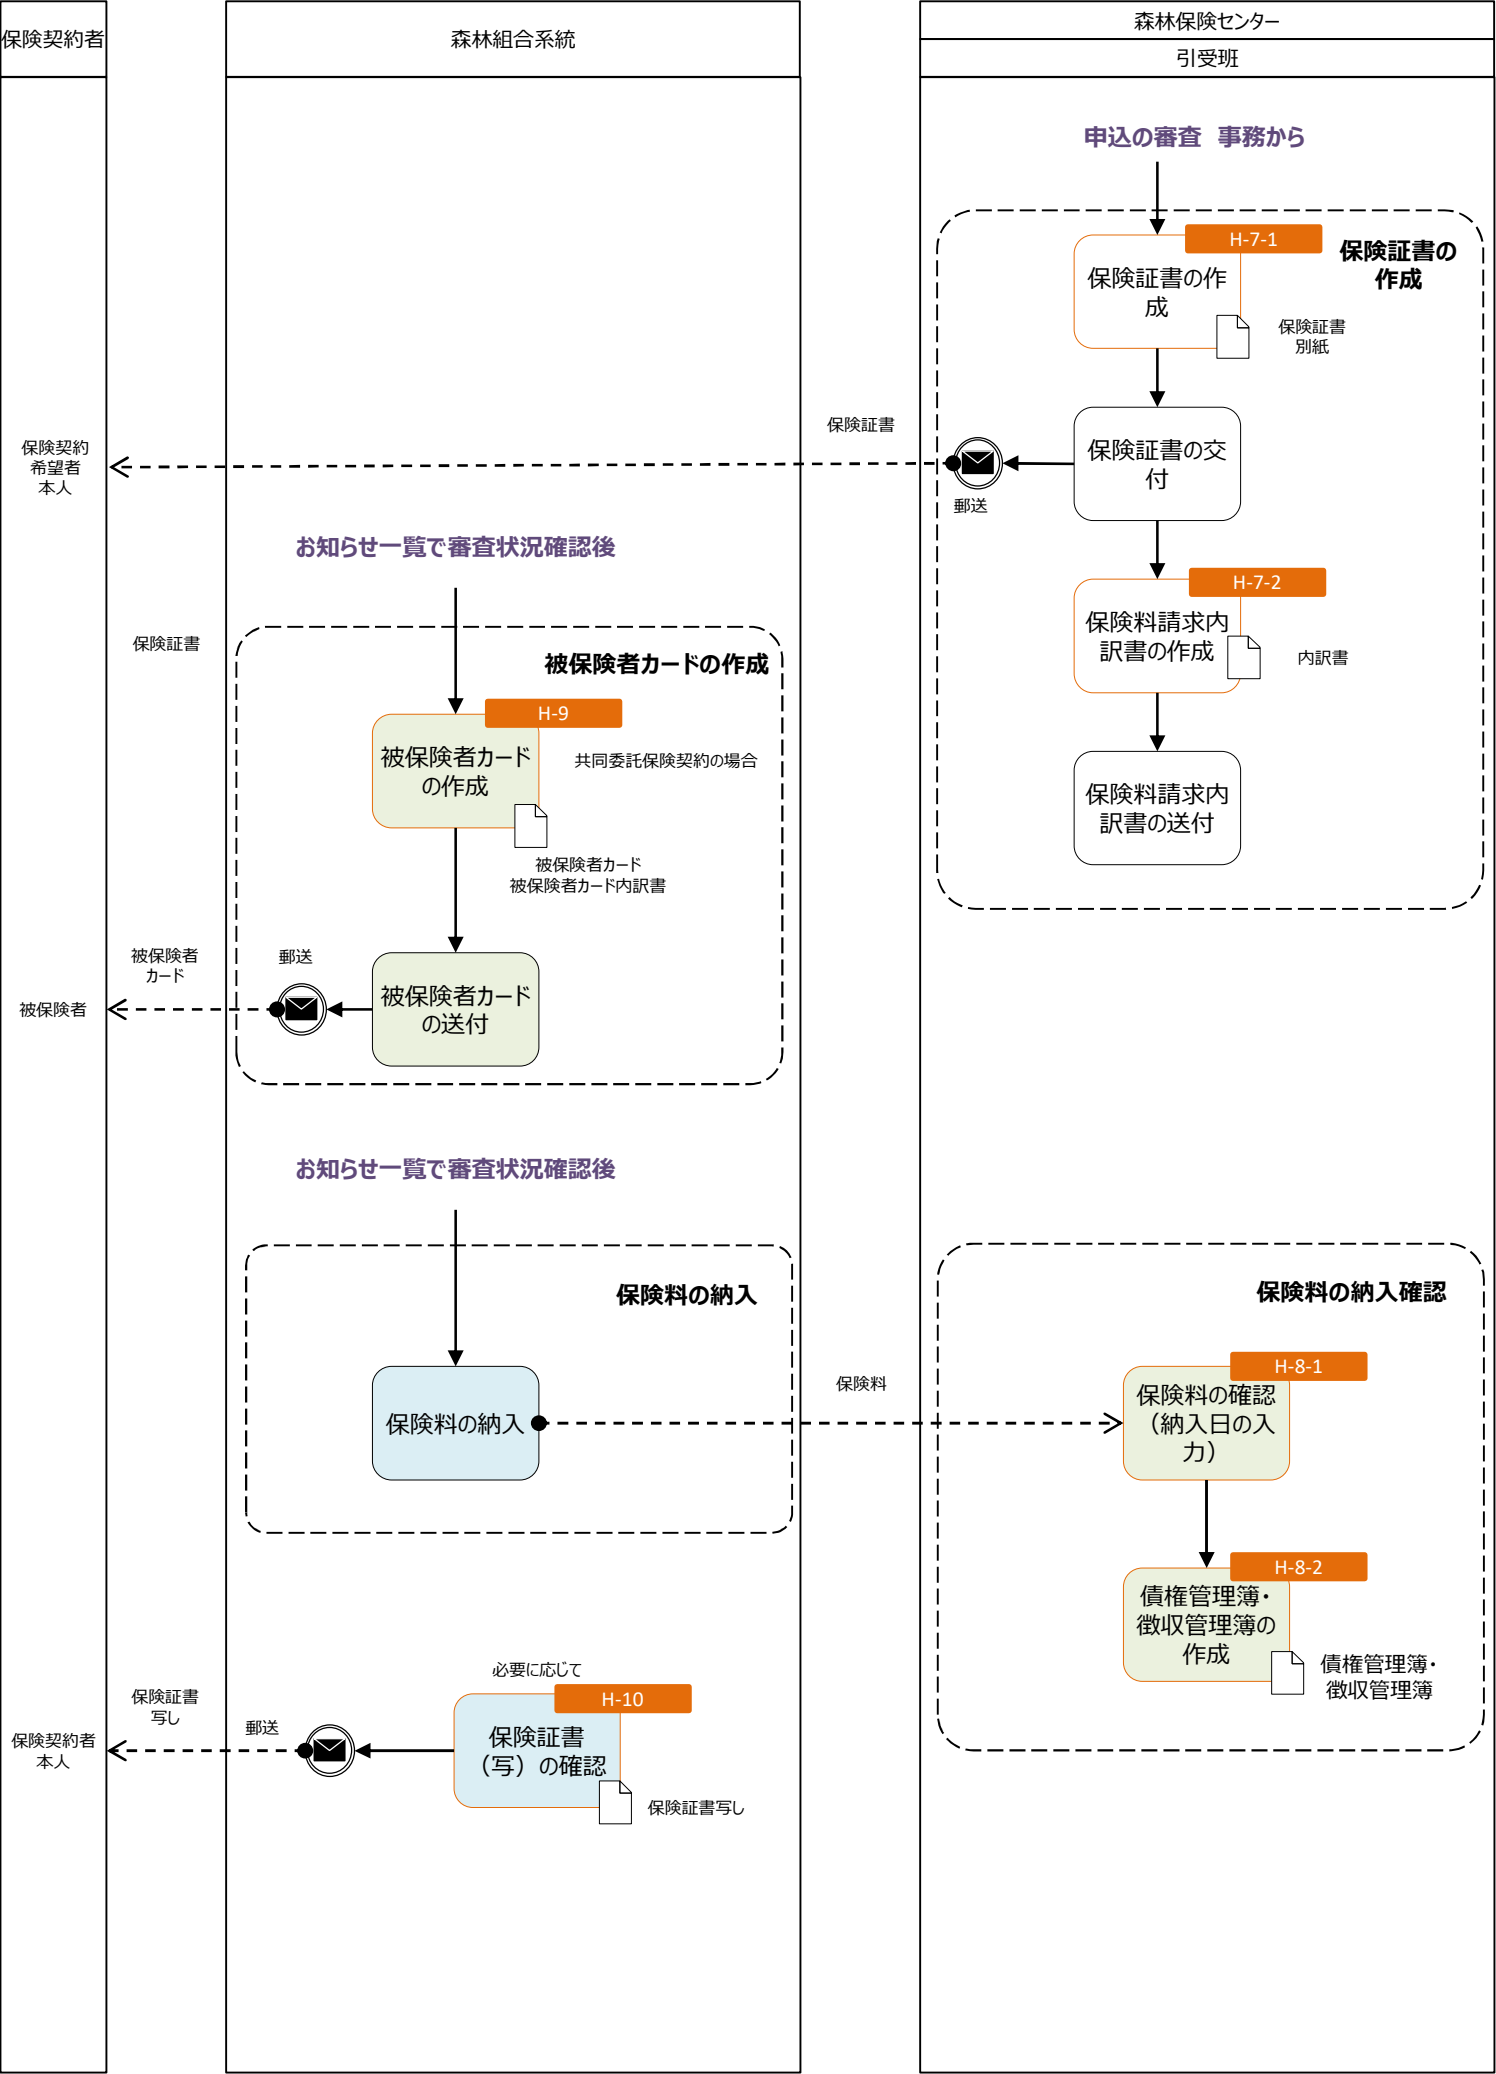 保険契約者
森林組合系統
森林保険センター
引受班
申込の審査　事務から
H-7-1
保険証書の
作成
保険証書の作
成
保険証書
別紙
保険証書
保険契約
希望者
本人
保険証書の交
付
郵送
お知らせ一覧で審査状況確認後
H-7-2
保険料請求内
訳書の作成
内訳書
保険証書
被保険者カードの作成
H-9
被保険者カード
の作成
共同委託保険契約の場合
保険料請求内
訳書の送付
被保険者カード
被保険者カード内訳書
被保険者
カード
郵送
被保険者
被保険者カード
の送付
お知らせ一覧で審査状況確認後
保険料の納入
保険料の納入確認
H-8-1
保険料の納入
保険料
保険料の確認
（納入日の入
力）
H-8-2
債権管理簿・
徴収管理簿の
作成
債権管理簿・
徴収管理簿
必要に応じて
H-10
保険証書
写し
郵送
保険契約者
本人
保険証書
（写）の確認
保険証書写し